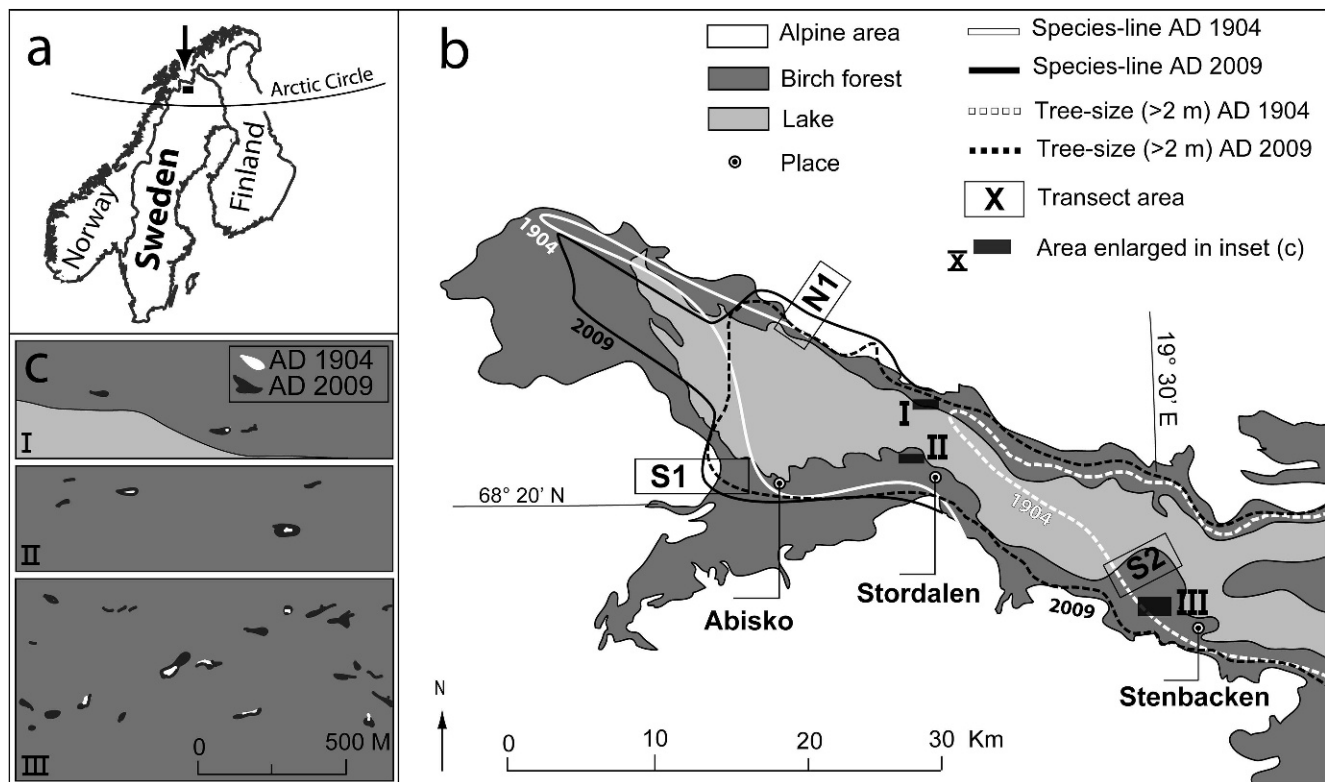 a
Arctic Circle
Norway
Sweden
Finland
b
Alpine area
Birch forest
Lake
Place
Species-line AD 1904
Species-line AD 2009
Tree-size (>2 m) AD 1904
Tree-size (>2 m) AD 2009
X Transect area
X Area enlarged in inset (c)
1904
2009
N1
19° 30’ E
I
II
S1
68° 20’ N
1904
S2
III
2009
Abisko
Stordalen
Stenbacken
N
0 10 20 30 Km
c
AD 1904
AD 2009
I
II
III
0 500 M